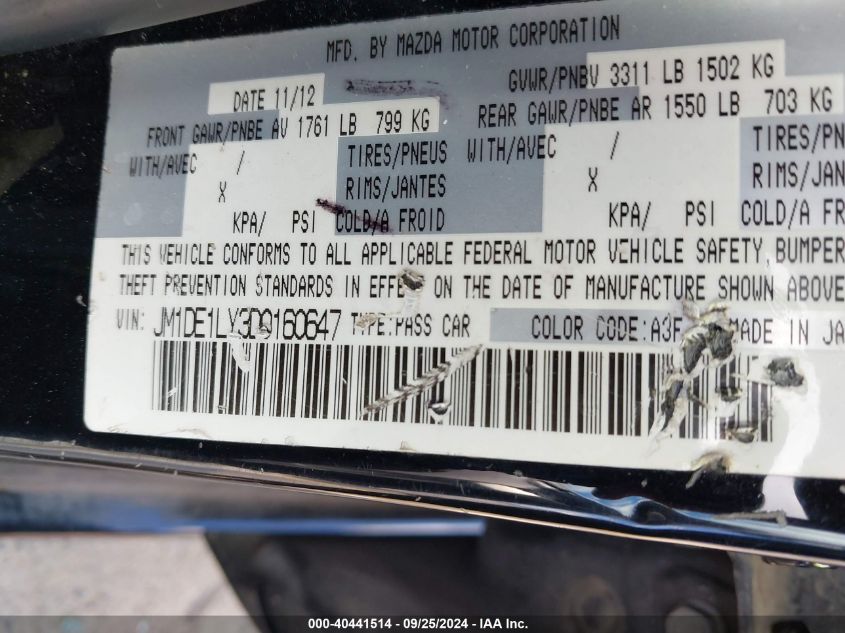 MFD. BY MAZDA MOTOR CORPORATION
DATE 11/12
GVWR/PNBV 3311 LB 1502 KG
FRONT GAWR/PNBE AV 1761 LB 799 KG
REAR GAWR/PNBE AR 1550 LB 703 KG
WITH/AVEC / TIRES/PNEUS WITH/AVEC / TIRES/PN
X RIMS/JANTES X RIMS/JAN
KPA/ PSI COLD/A FROID KPA/ PSI COLD/A FR
THIS VEHICLE CONFORMS TO ALL APPLICABLE FEDERAL MOTOR VEHICLE SAFETY BUMPER
THEFT PREVENTION STANDARDS IN EFFE ON THE DATE OF MANUFACTURE SHOWN ABOVE
VIN: JM1DE1LY3D0160647 TYPE:PASS CAR COLOR CODE:A3F MADE IN JA
000-40441514 - 09/25/2024 - IAA Inc.